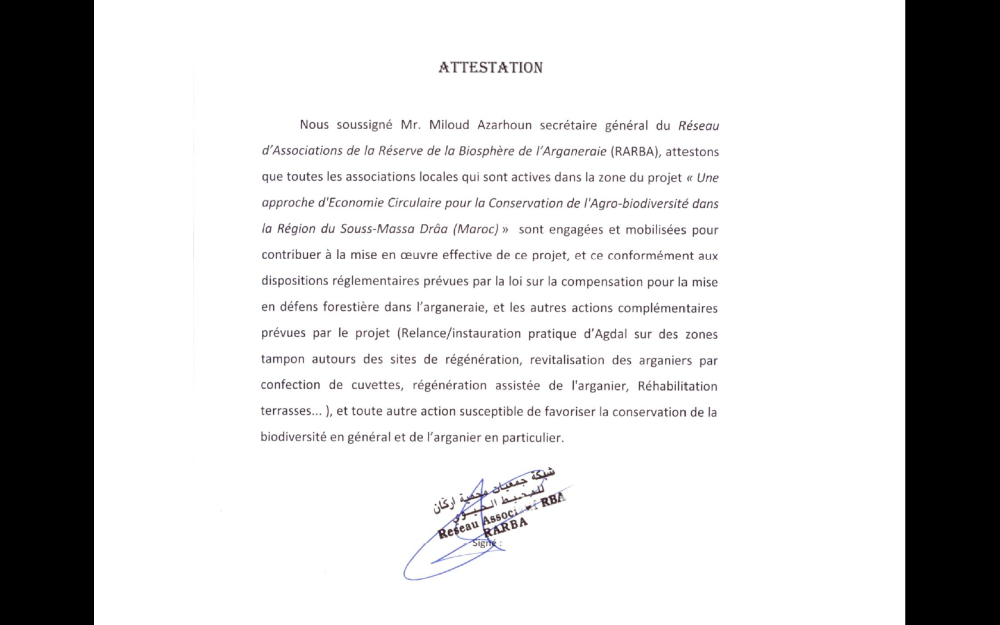 ATTESTATION
Nous soussigné Mr. Miloud Azarhoun secrétaire général du Réseau
d’Associations de la Réserve de la Biosphère de l’Arganeraie (RARBA), attestons
que toutes les associations locales qui sont actives dans la zone du projet « Une
approche d'Economie Circulaire pour la Conservation de l'Agro-biodiversité dans
la Région du Souss-Massa Drâa (Maroc) » sont engagées et mobilisées pour
contribuer à la mise en œuvre effective de ce projet, et ce conformément aux
dispositions réglementaires prévues par la loi sur la compensation pour la mise
en défens forestière dans l’arganeraie, et les autres actions complémentaires
prévues par le projet (Relance/instauration pratique d’Agdal sur des zones
tampon autours des sites de régénération, revitalisation des arganiers par
confection de cuvettes, régénération assistée de l'arganier, Réhabilitation
terrasses... ), et toute autre action susceptible de favoriser la conservation de la
biodiversité en général et de l’arganier en particulier.
شبكة جمعيات محمية اركان
للمحيط الحيوي
Reseau Associatif RBA
RARBA
Signé :